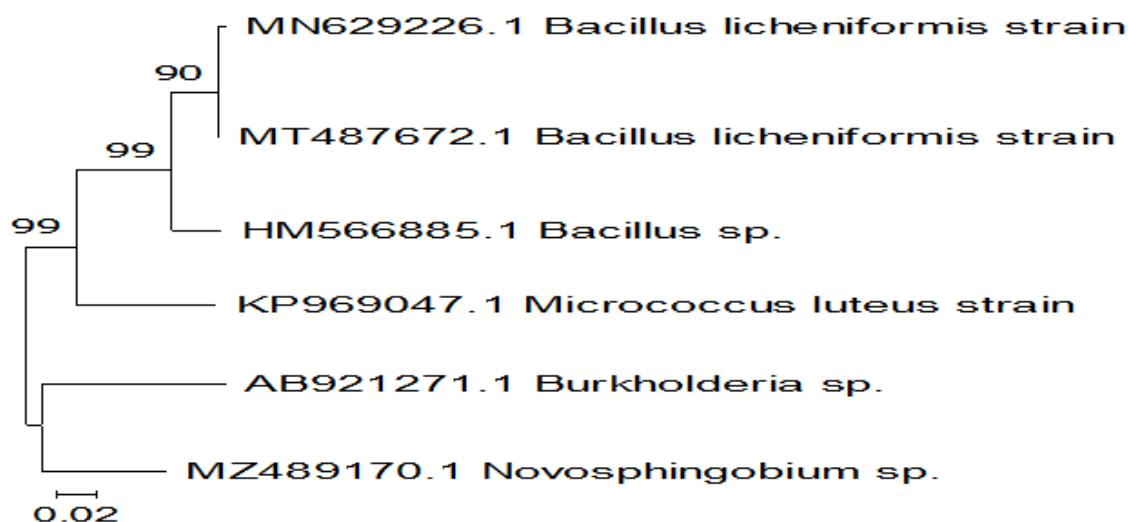 MN629226.1 Bacillus licheniformis strain
90
MT487672.1 Bacillus licheniformis strain
99
HM566885.1 Bacillus sp.
99
KP969047.1 Micrococcus luteus strain
AB921271.1 Burkholderia sp.
MZ489170.1 Novosphingobium sp.
0.02